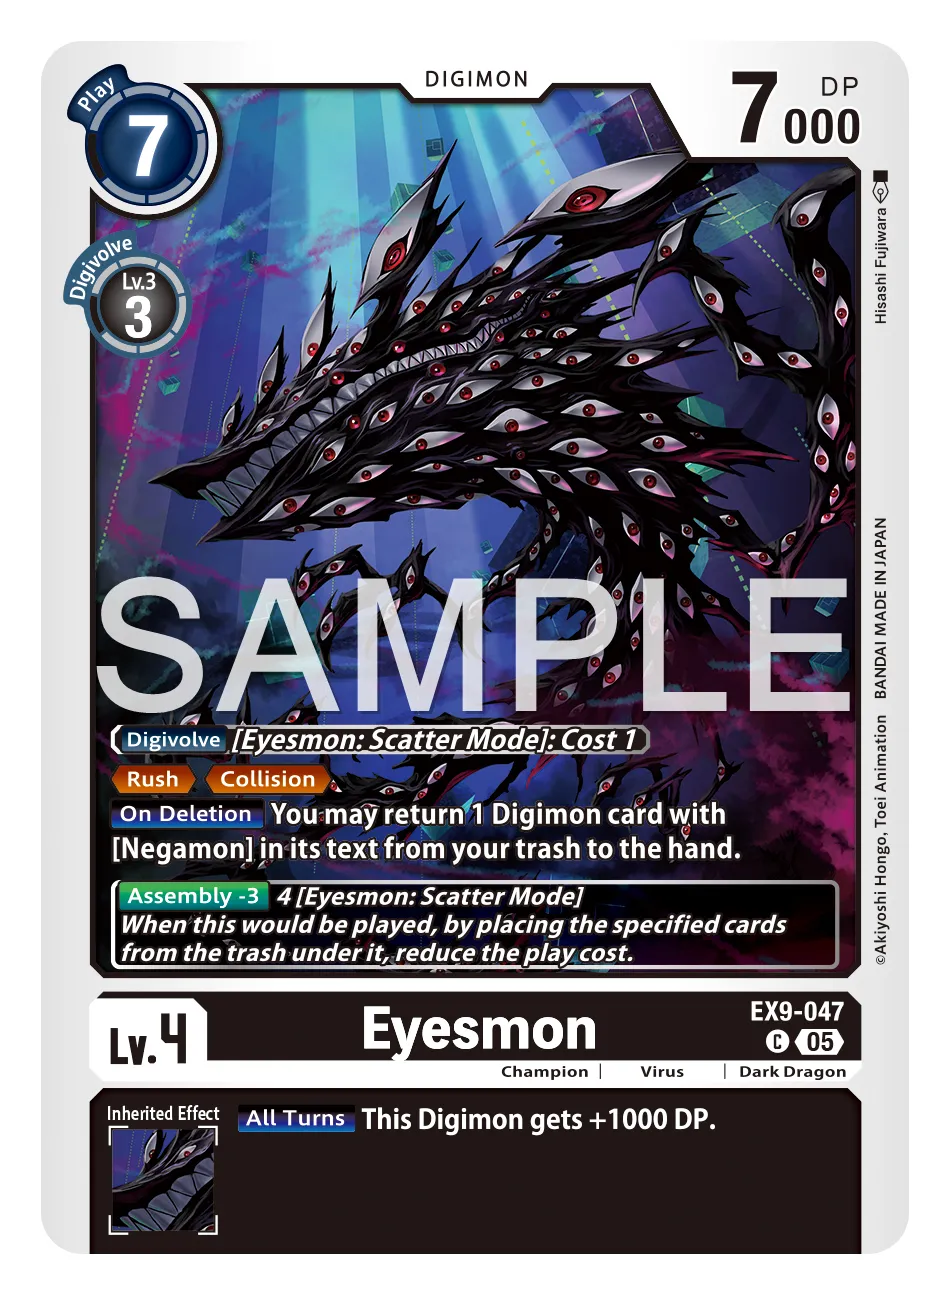 DIGIMON
Play
7
7000
DP
Digivolve
Lv.3
3
Hisashi Fujiwara
SAMPLE
BANDAI MADE IN JAPAN
©Akiyoshi Hongo, Toei Animation
Digivolve [Eyesmon: Scatter Mode]: Cost 1
Rush Collision
On Deletion You may return 1 Digimon card with
[Negamon] in its text from your trash to the hand.
Assembly -3 4 [Eyesmon: Scatter Mode]
When this would be played, by placing the specified cards
from the trash under it, reduce the play cost.
Lv.4
Eyesmon
EX9-047
C 05
Champion | Virus | Dark Dragon
Inherited Effect
All Turns This Digimon gets +1000 DP.